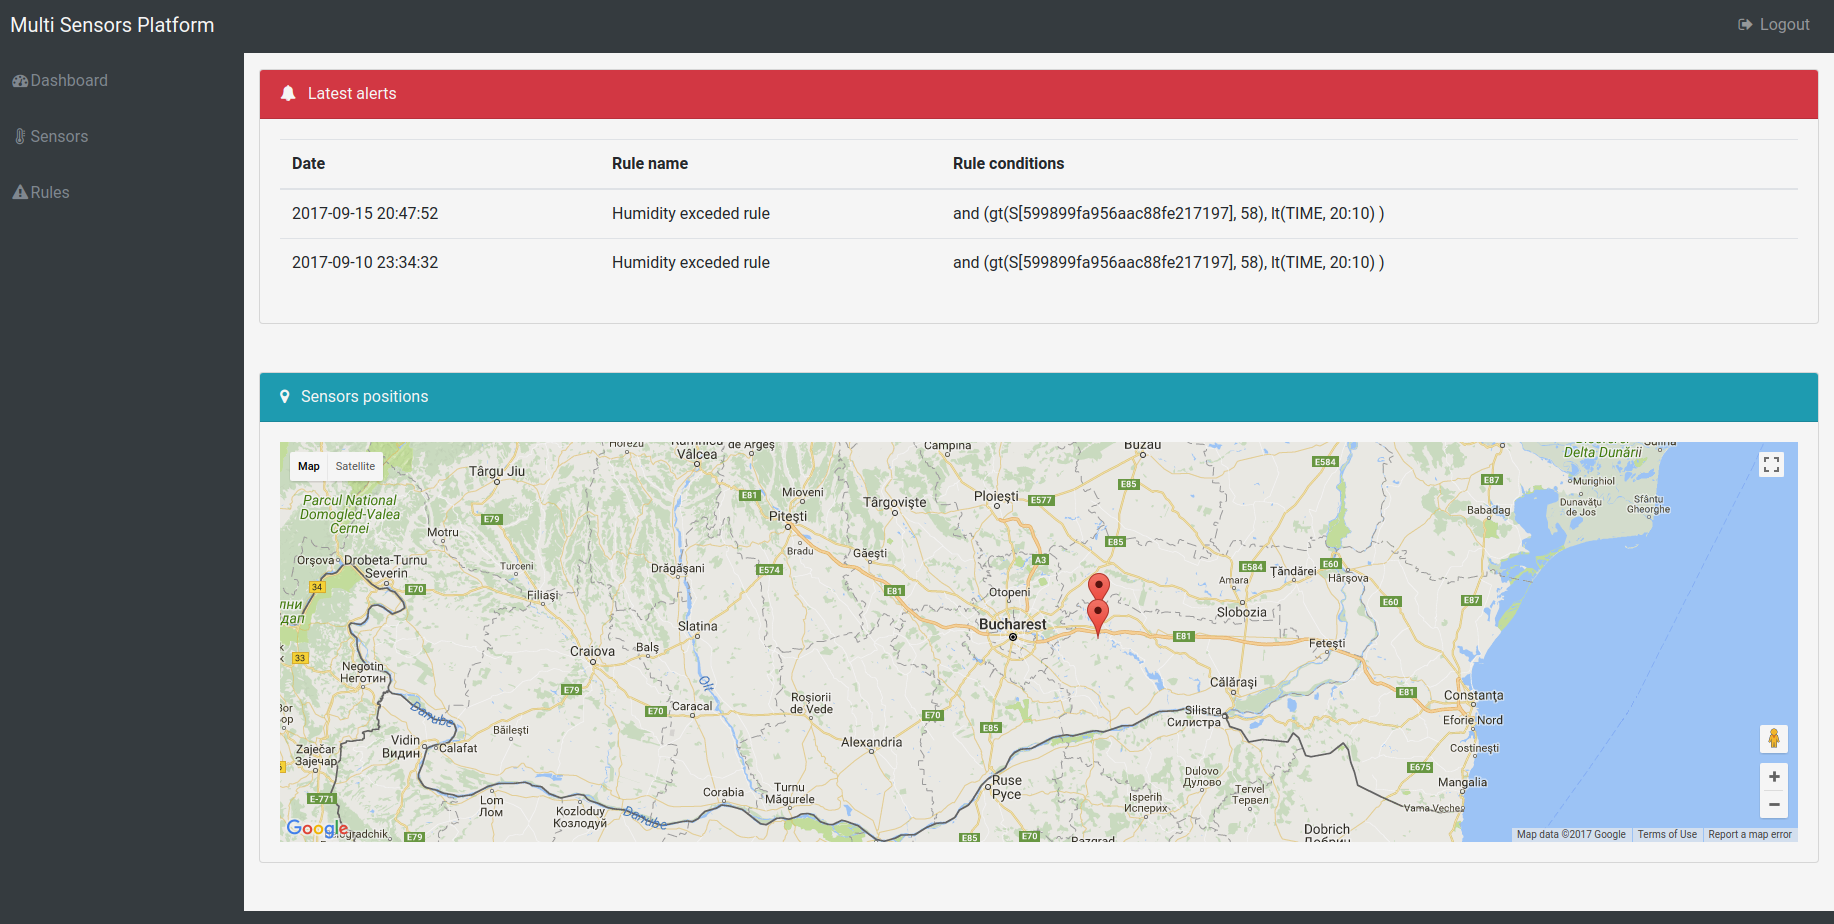 Multi Sensors Platform
Logout
Dashboard
Sensors
Rules
Latest alerts
Date Rule name Rule conditions
2017-09-15 20:47:52 Humidity exceded rule and (gt(S[599899fa956aac88fe217197], 58), lt(TIME, 20:10) )
2017-09-10 23:34:32 Humidity exceded rule and (gt(S[599899fa956aac88fe217197], 58), lt(TIME, 20:10) )
Sensors positions
Map Satellite
Horezu
Vâlcea
de Argeș
Câmpina
Buzău
Delta Dunării
Sulina
Târgu Jiu
E584
E87
Murighiol
Parcul National
Domogled-Valea
Cernei
E81
Mioveni
Târgoviște
Ploiești
E577
E85
Dunavățu
de Jos
Sfântu
Gheorghe
Babadag
E79
Motru
Pitești
Bradu
Găești
E85
A3
Orșova
Drobeta-Turnu
Severin
Turceni
Drăgășani
E574
E584
Țăndărei
E60
Hârșova
Amara
34
E70
Filiași
E81
Otopeni
E60
E87
Slobozia
Slatina
Bucharest
E81
Fetești
33
Negotin
Неготин
Craiova
Balș
Olt
Călărași
E79
Roșiorii
de Vede
E81
Constanța
Danube
E70
Caracal
E70
E85
Silistra
Силистра
Eforie Nord
Zaječar
Зајечар
Vidin
Видин
Calafat
Băilești
Alexandria
Costinești
E675
Mangalia
Ruse
Русе
Dulovo
Дулово
Tervel
Тервел
Isperih
Исперих
Vama Veche
E-771
Lom
Лом
Kozloduy
Козлодуй
Corabia
Turnu
Măgurele
Danube
Google
E79
E85
E70
Razgrad
Dobrich
Добрич
Map data ©2017 Google Terms of Use Report a map error